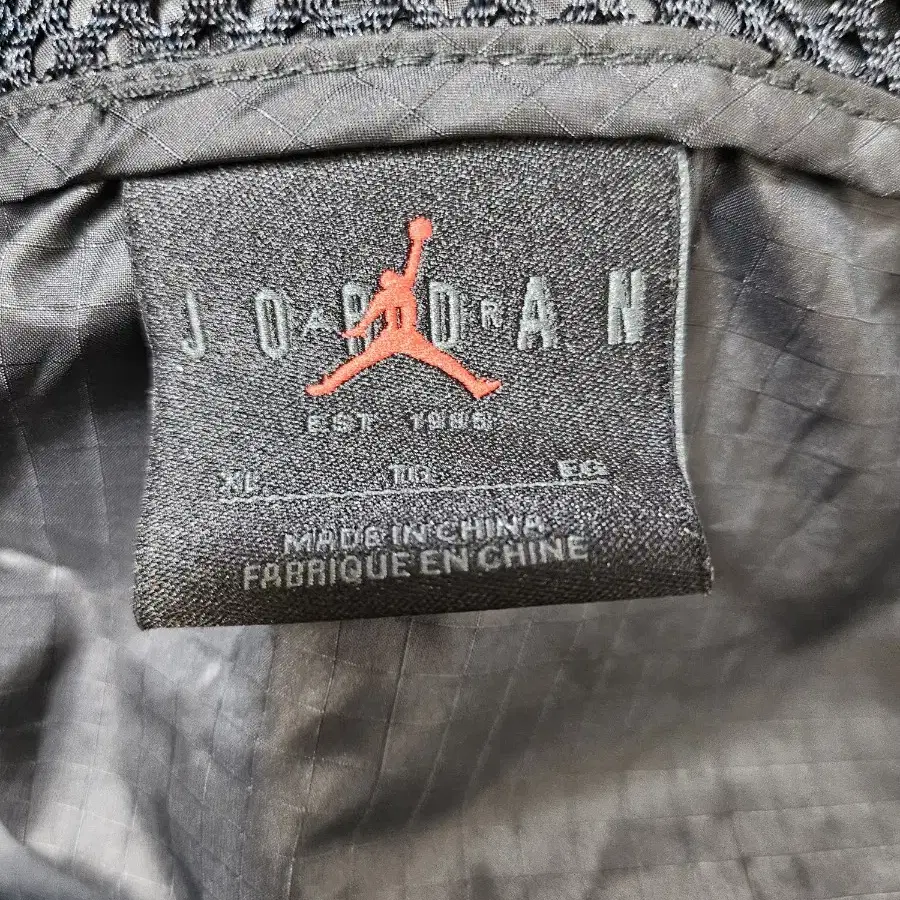 JORDAN
AIR
EST 1985
XL TG EG
MADE IN CHINA
FABRIQUE EN CHINE